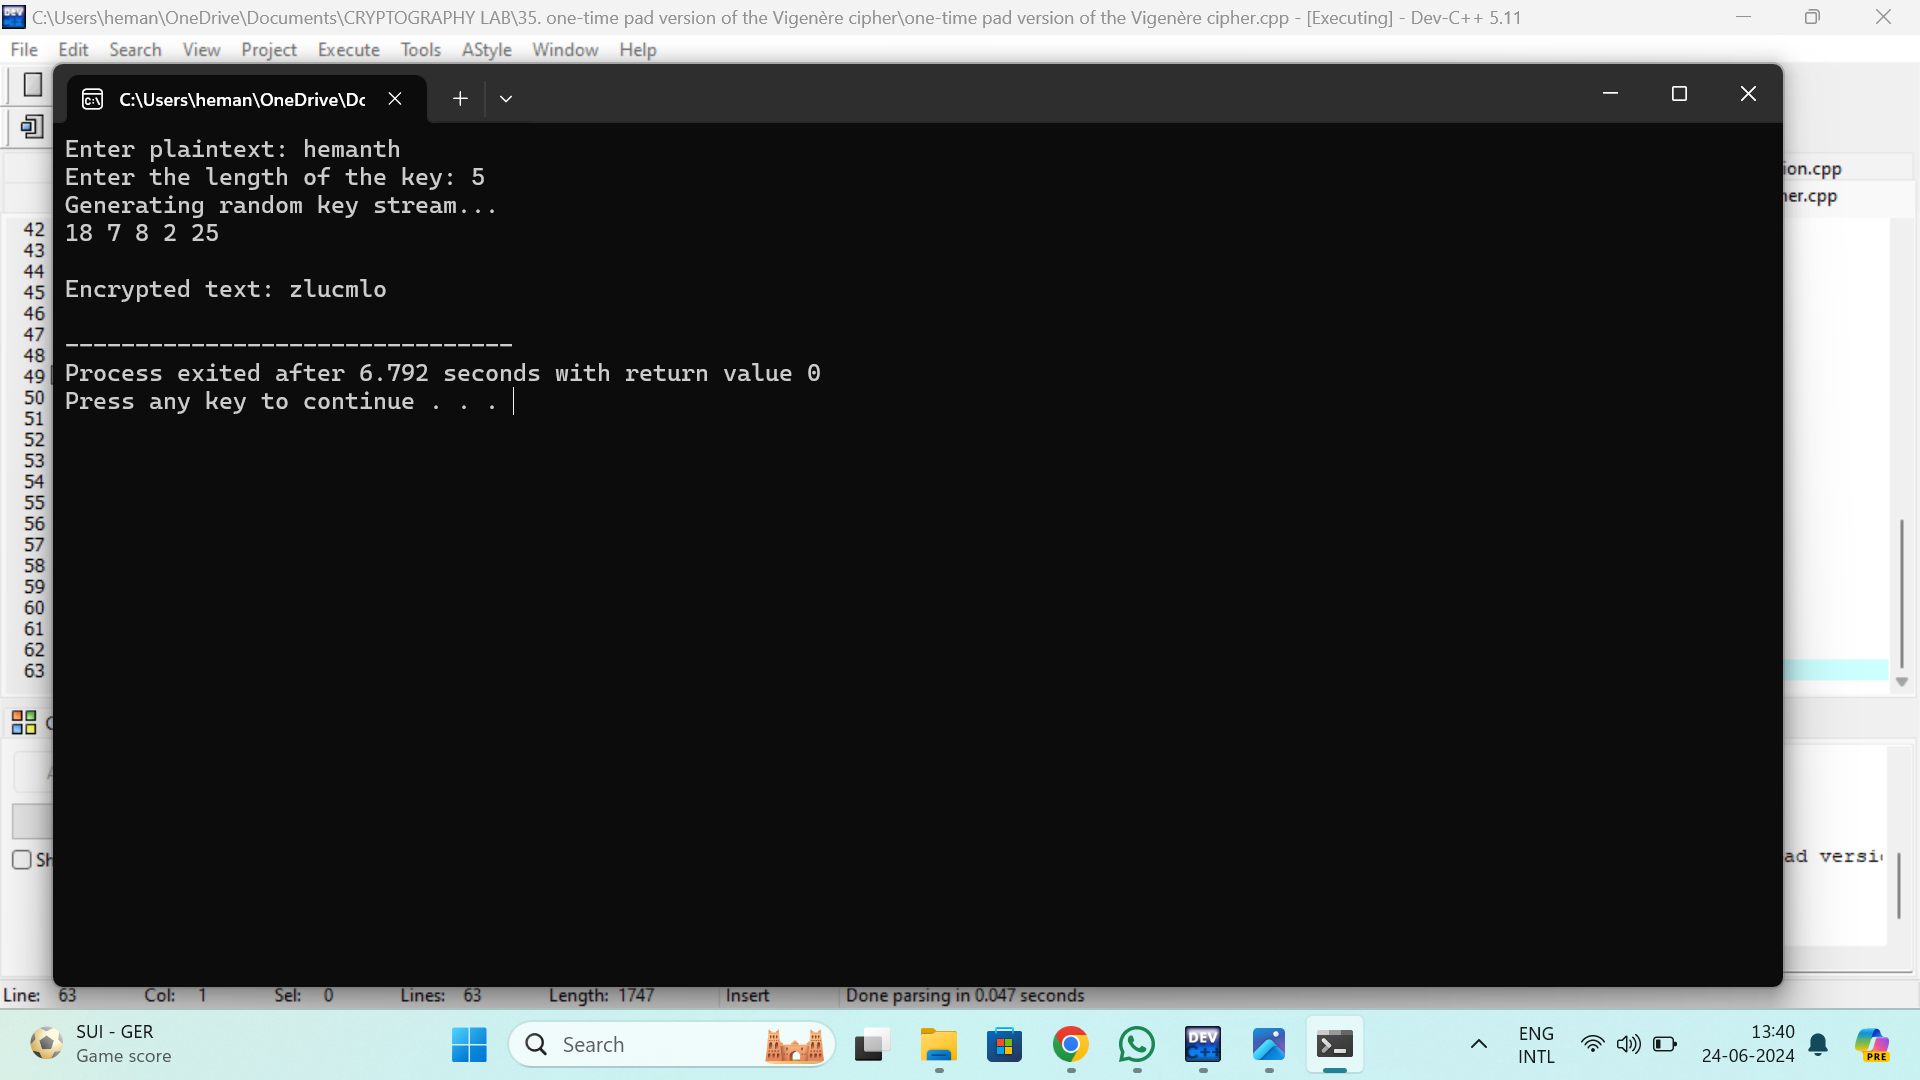 C:\Users\heman\OneDrive\Documents\CRYPTOGRAPHY LAB\35. one-time pad version of the Vigenère cipher\one-time pad version of the Vigenère cipher.cpp - [Executing] - Dev-C++ 5.11
File Edit Search View Project Execute Tools AStyle Window Help
C:\Users\heman\OneDrive\Dc
Enter plaintext: hemanth
Enter the length of the key: 5
Generating random key stream...
18 7 8 2 25
Encrypted text: zlucmlo
--------------------------------
Process exited after 6.792 seconds with return value 0
Press any key to continue . . .
ion.cpp
her.cpp
42
43
44
45
46
47
48
49
50
51
52
53
54
55
56
57
58
59
60
61
62
63
Sh
ad versi
Line: 63 Col: 1 Sel: 0 Lines: 63 Length: 1747 Insert Done parsing in 0.047 seconds
SUI - GER
Game score
Search
DEV C++
ENG
INTL
13:40
24-06-2024
PRE